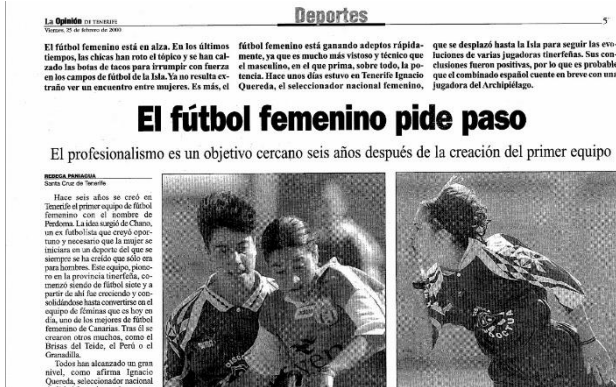 La Opinión DE TENERIFE
Viernes, 25 de febrero de 2000
Deportes
5
El fútbol femenino está en alza. En los últimos
tiempos, las chicas han roto el tópico y se han cal-
zado las botas de tacos para irrumpir con fuerza
en los campos de fútbol de la Isla. Ya no resulta ex-
traño ver un encuentro entre mujeres. Es más, el
fútbol femenino está ganando adeptos rápida-
mente, ya que es mucho más vistoso y técnico que
el masculino, en el que prima, sobre todo, la po-
tencia. Hace unos días estuvo en Tenerife Ignacio
Quereda, el seleccionador nacional femenino,
que se desplazó hasta la Isla para seguir las evo-
luciones de varias jugadoras tinerfeñas. Sus con-
clusiones fueron positivas, por lo que es probable
que el combinado español cuente en breve con una
jugadora del Archipiélago.
El fútbol femenino pide paso
El profesionalismo es un objetivo cercano seis años después de la creación del primer equipo
REBECA PANIAGUA
Santa Cruz de Tenerife
Hace seis años se creó en
Tenerife el primer equipo de fútbol
femenino con el nombre de
Perdoma. La idea surgió de Chano,
un ex futbolista que creyó opor-
tuno y necesario que la mujer se
iniciara en un deporte del que se
siempre se ha creído que sólo era
para hombres. Este equipo, pione-
ro en la provincia tinerfeña, co-
menzó siendo de fútbol siete y a
partir de ahí fue creciendo y con-
solidándose hasta convertirse en el
equipo de féminas que es hoy en
día, uno de los mejores de fútbol
femenino de Canarias. Tras él se
crearon otros muchos, como el
Brisas del Teide, el Perú o el
Granadilla.
Todos han alcanzado un gran
nivel, como afirma Ignacio
Quereda, seleccionador nacional